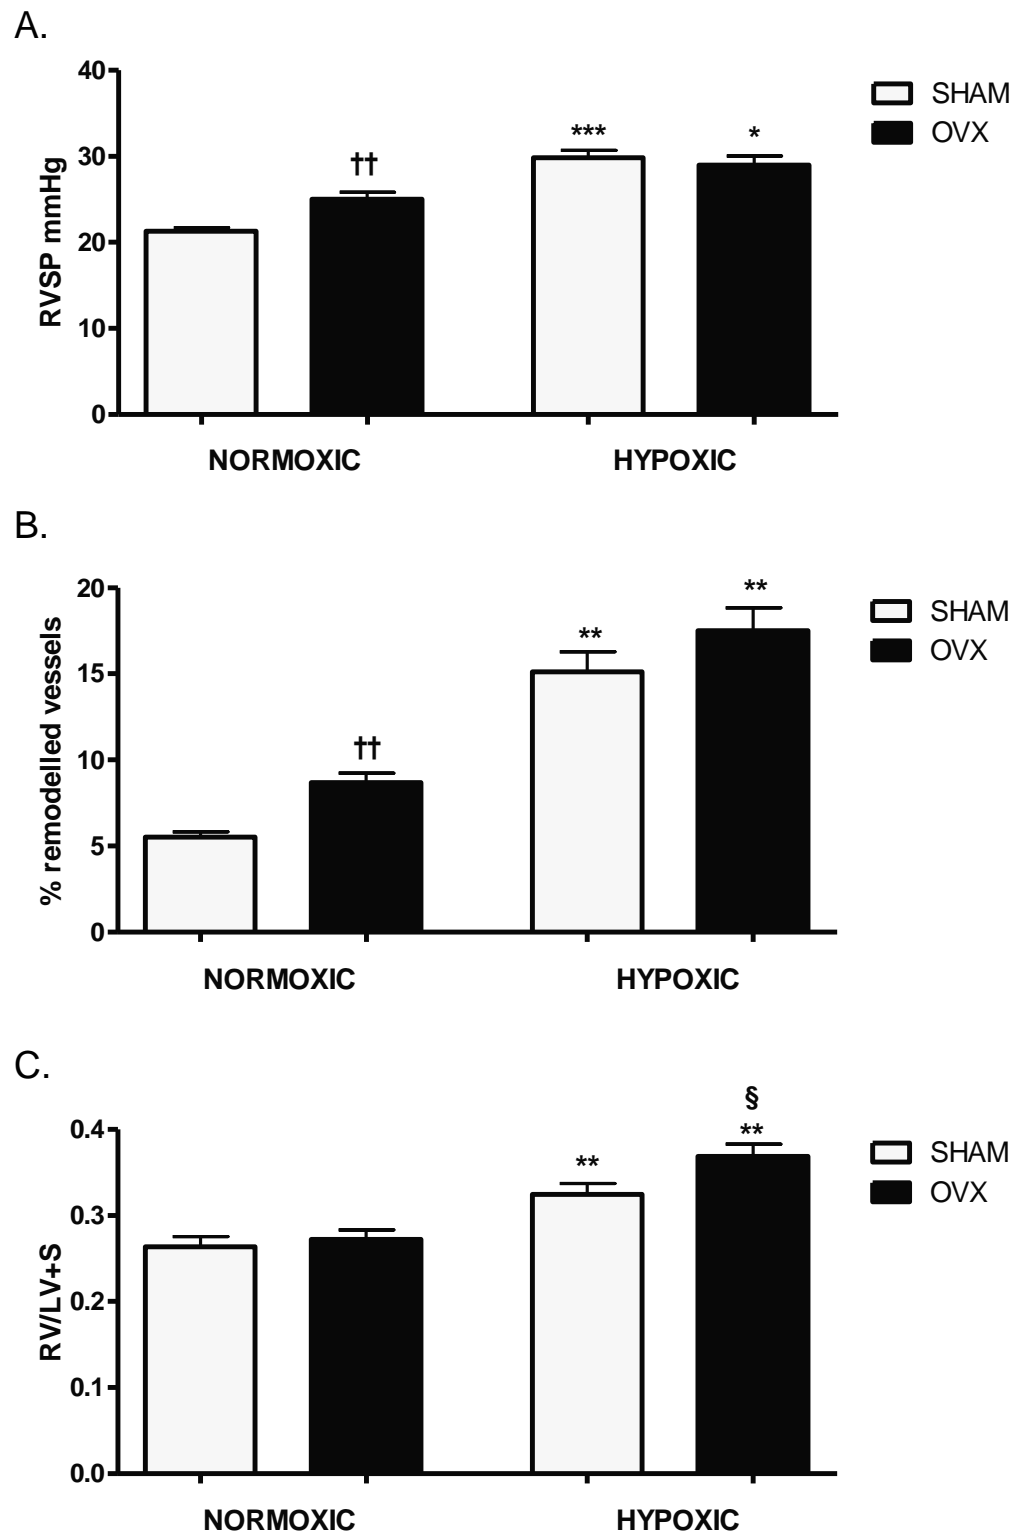 A.
40
30
20
10
0
RVSP mmHg
††
***
*
SHAM
OVX
NORMOXIC HYPOXIC
B.
20
15
10
5
0
% remodelled vessels
††
**
**
SHAM
OVX
NORMOXIC HYPOXIC
C.
0.4
0.3
0.2
0.1
0.0
RV/LV+S
**
§
**
SHAM
OVX
NORMOXIC HYPOXIC